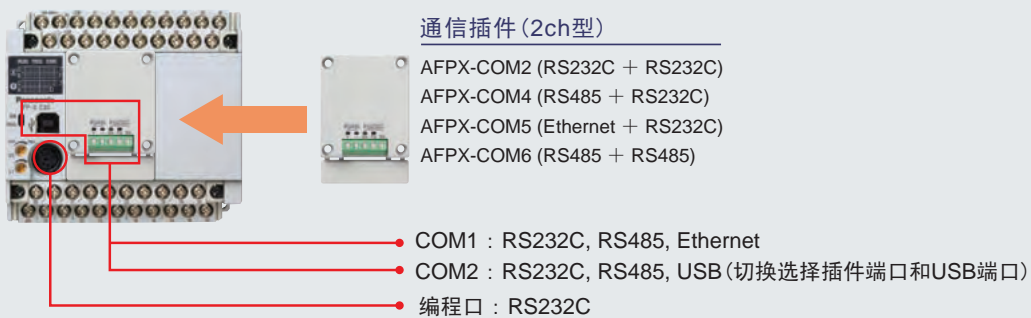 通信插件(2ch型)
AFPX-COM2 (RS232C + RS232C)
AFPX-COM4 (RS485 + RS232C)
AFPX-COM5 (Ethernet + RS232C)
AFPX-COM6 (RS485 + RS485)
Panasonic
COM1:RS232C, RS485, Ethernet
COM2:RS232C, RS485, USB(切换选择插件端口和USB端口)
编程口:RS232C